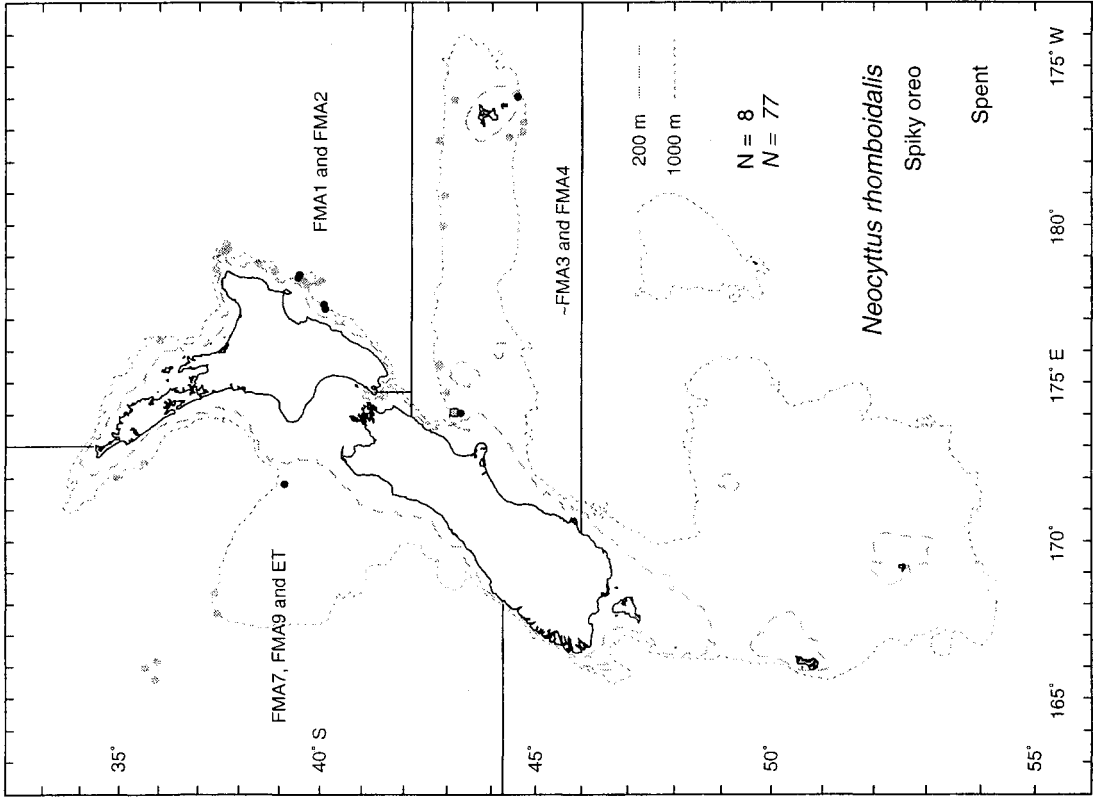 FMA1 and FMA2
FMA7, FMA9 and ET
~FMA3 and FMA4
35˚
40˚ S
45˚
50˚
55˚
165˚
170˚
175˚ E
180˚
175˚ W
200 m
1000 m
N = 8
N = 77
Neocyttus rhomboidalis
Spiky oreo
Spent